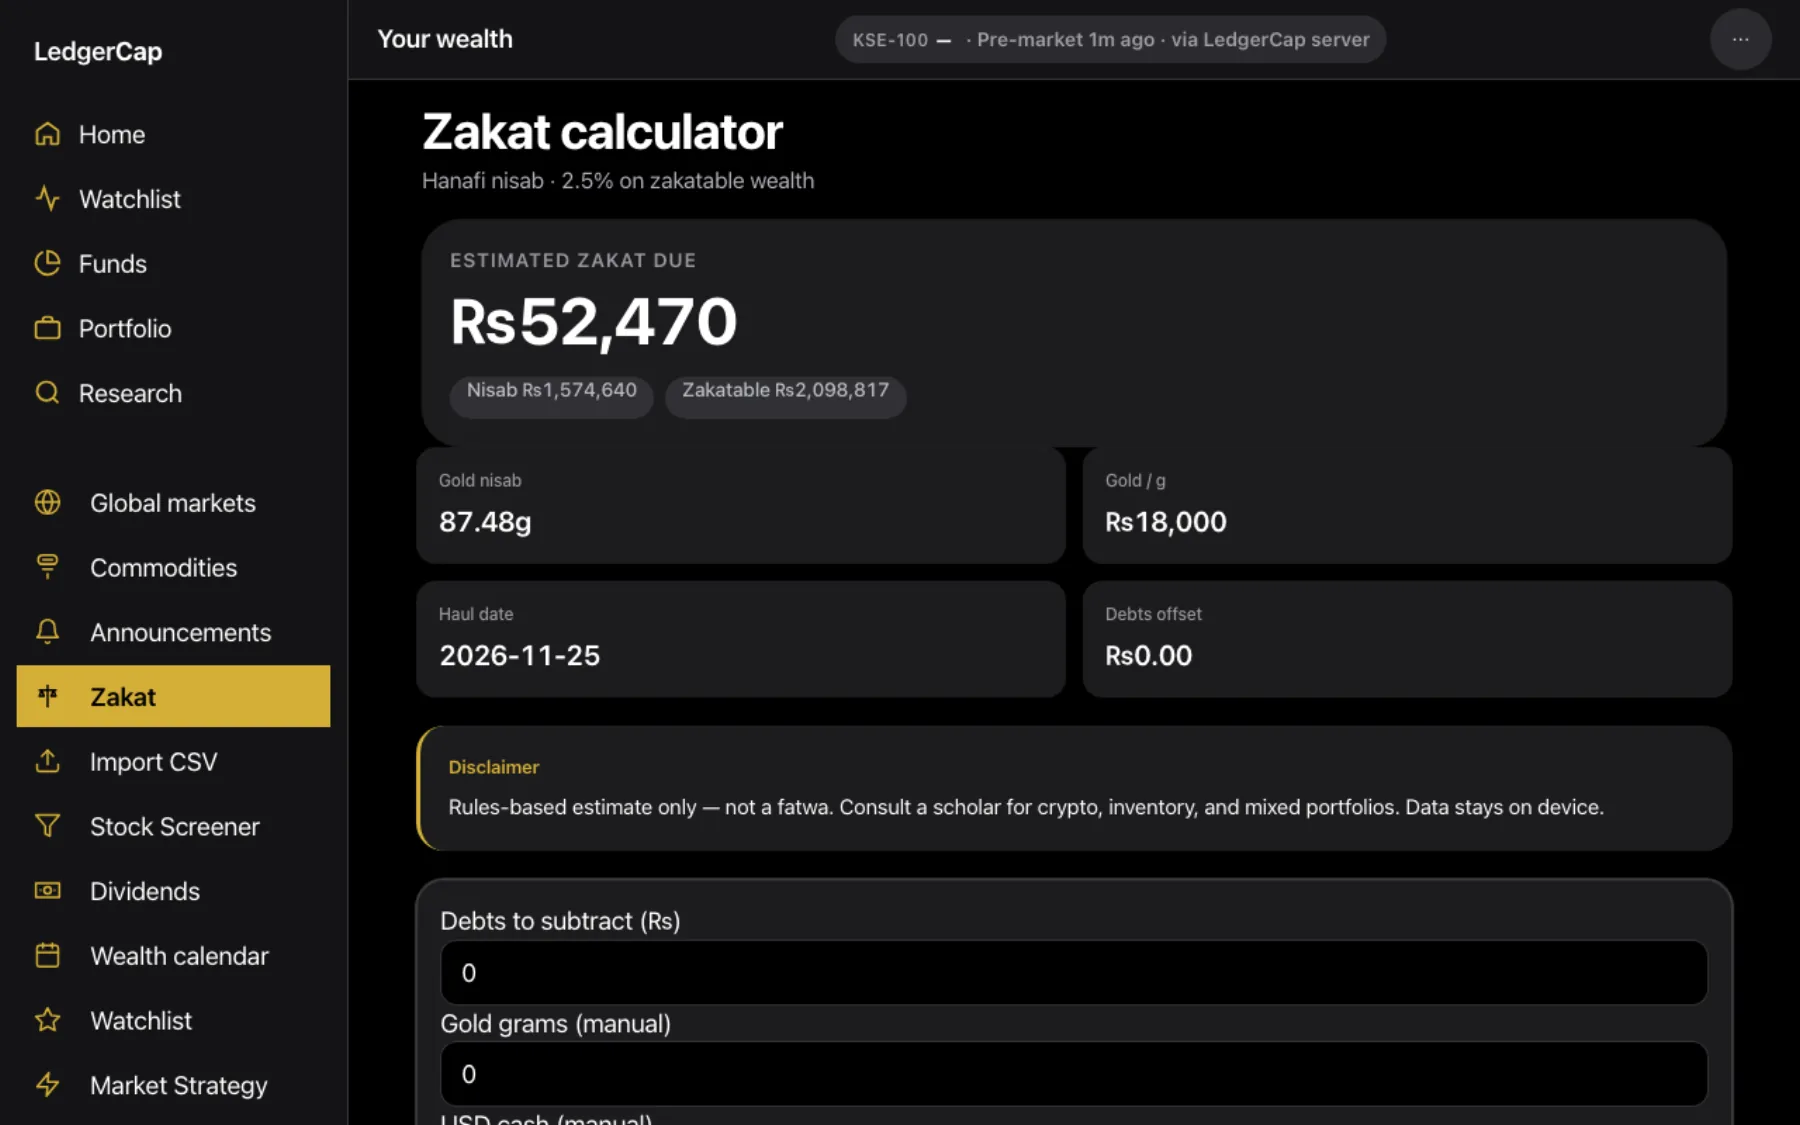 LedgerCap
Home
Watchlist
Funds
Portfolio
Research
Global markets
Commodities
Announcements
Zakat
Import CSV
Stock Screener
Dividends
Wealth calendar
Watchlist
Market Strategy
Your wealth
KSE-100 — · Pre-market 1m ago · via LedgerCap server
...
Zakat calculator
Hanafi nisab · 2.5% on zakatable wealth
ESTIMATED ZAKAT DUE
Rs52,470
Nisab Rs1,574,640
Zakatable Rs2,098,817
Gold nisab
87.48g
Gold / g
Rs18,000
Haul date
2026-11-25
Debts offset
Rs0.00
Disclaimer
Rules-based estimate only — not a fatwa. Consult a scholar for crypto, inventory, and mixed portfolios. Data stays on device.
Debts to subtract (Rs)
0
Gold grams (manual)
0
USD cash (manual)